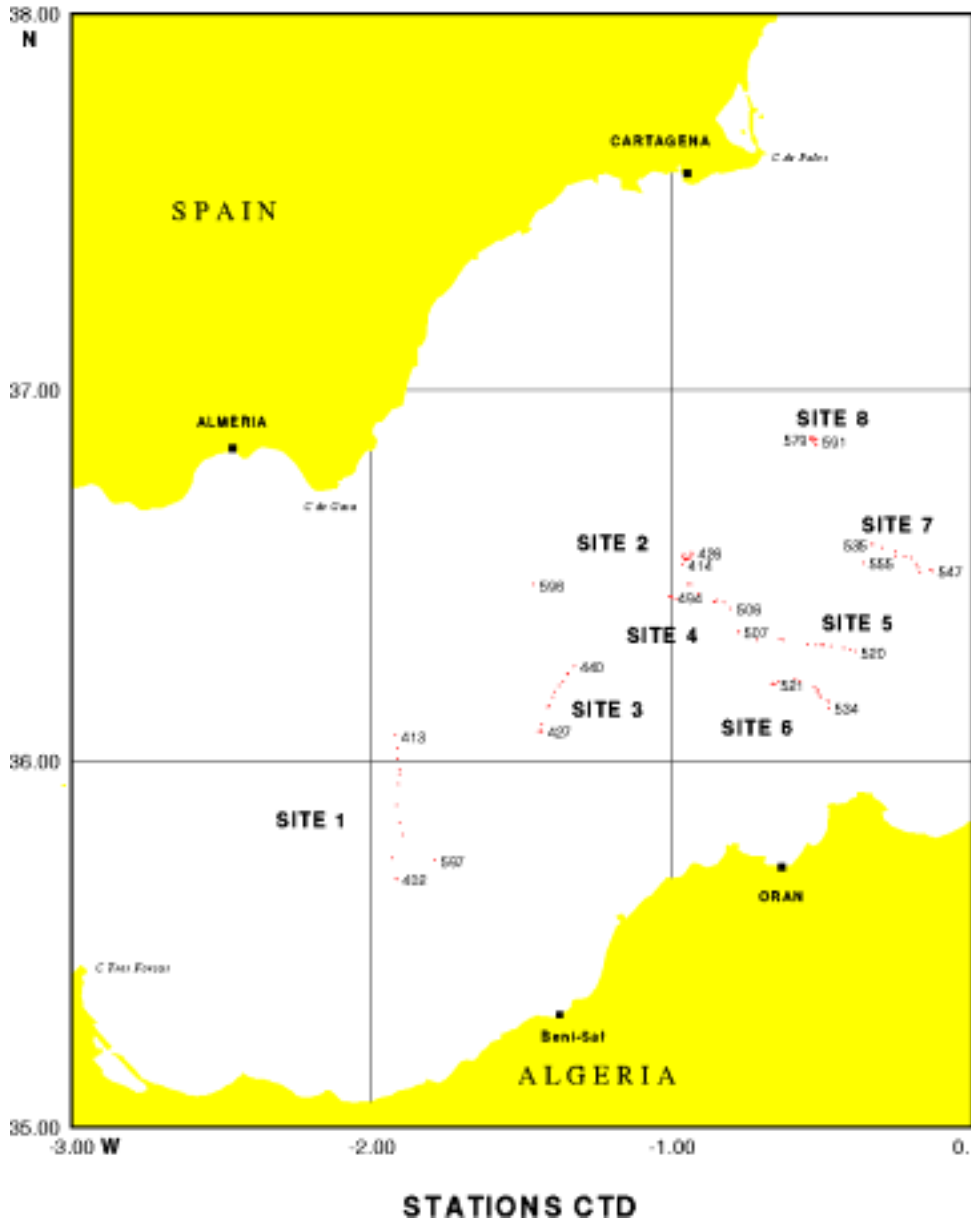 38.00
N
CARTAGENA
C de Palos
SPAIN
37.00
ALMERIA
SITE 8
579 591
C de Gata
SITE 7
SITE 2
535
426
414
555
547
598
494
506
SITE 5
SITE 4
507
520
440
521
SITE 3
534
427
SITE 6
413
36.00
SITE 1
597
402
ORAN
C Tres Forcas
Beni-Saf
ALGERIA
35.00
-3.00 W
-2.00
-1.00
0.
STATIONS CTD